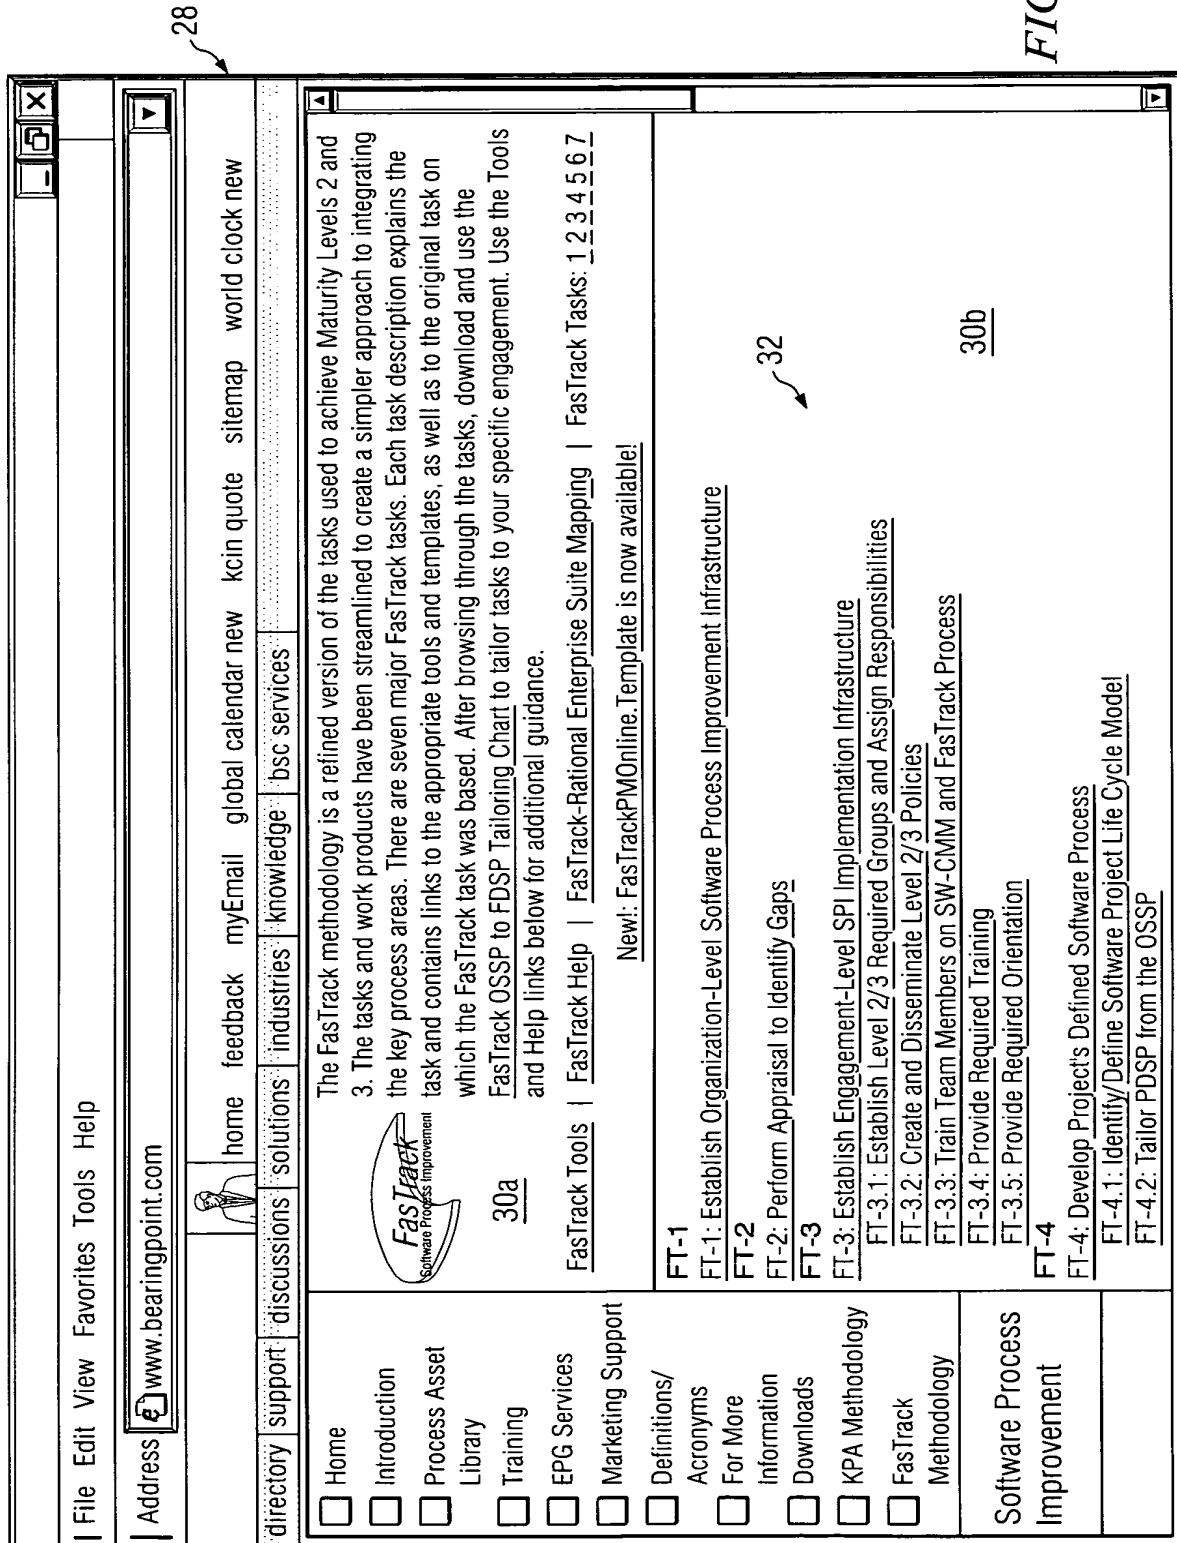 28
| File Edit View Favorites Tools Help
| Address www.bearingpoint.com
home feedback myEmail global calendar new kcin quote sitemap world clock new
directory support discussions solutions industries knowledge bsc services
Home
Introduction
Process Asset
Library
Training
EPG Services
Marketing Support
Definitions/
Acronyms
For More
Information
Downloads
KPA Methodology
FasTrack
Methodology
Software Process
Improvement
FasTrack
Software Process Improvement
30a
The FasTrack methodology is a refined version of the tasks used to achieve Maturity Levels 2 and
3. The tasks and work products have been streamlined to create a simpler approach to integrating
the key process areas. There are seven major FasTrack tasks. Each task description explains the
task and contains links to the appropriate tools and templates, as well as to the original task on
which the FasTrack task was based. After browsing through the tasks, download and use the
FasTrack OSSP to FDSP Tailoring Chart to tailor tasks to your specific engagement. Use the Tools
and Help links below for additional guidance.
FasTrack Tools | FasTrack Help | FasTrack-Rational Enterprise Suite Mapping | FasTrack Tasks: 1 2 3 4 5 6 7
New!: FasTrackPMOnline.Template is now available!
FT-1
FT-1: Establish Organization-Level Software Process Improvement Infrastructure
FT-2
FT-2: Perform Appraisal to Identify Gaps
FT-3
FT-3: Establish Engagement-Level SPI Implementation Infrastructure
FT-3.1: Establish Level 2/3 Required Groups and Assign Responsibilities
FT-3.2: Create and Disseminate Level 2/3 Policies
FT-3.3: Train Team Members on SW-CMM and FasTrack Process
FT-3.4: Provide Required Training
FT-3.5: Provide Required Orientation
FT-4
FT-4: Develop Project's Defined Software Process
FT-4.1: Identify/Define Software Project Life Cycle Model
FT-4.2: Tailor PDSP from the OSSP
32
30b
FIG